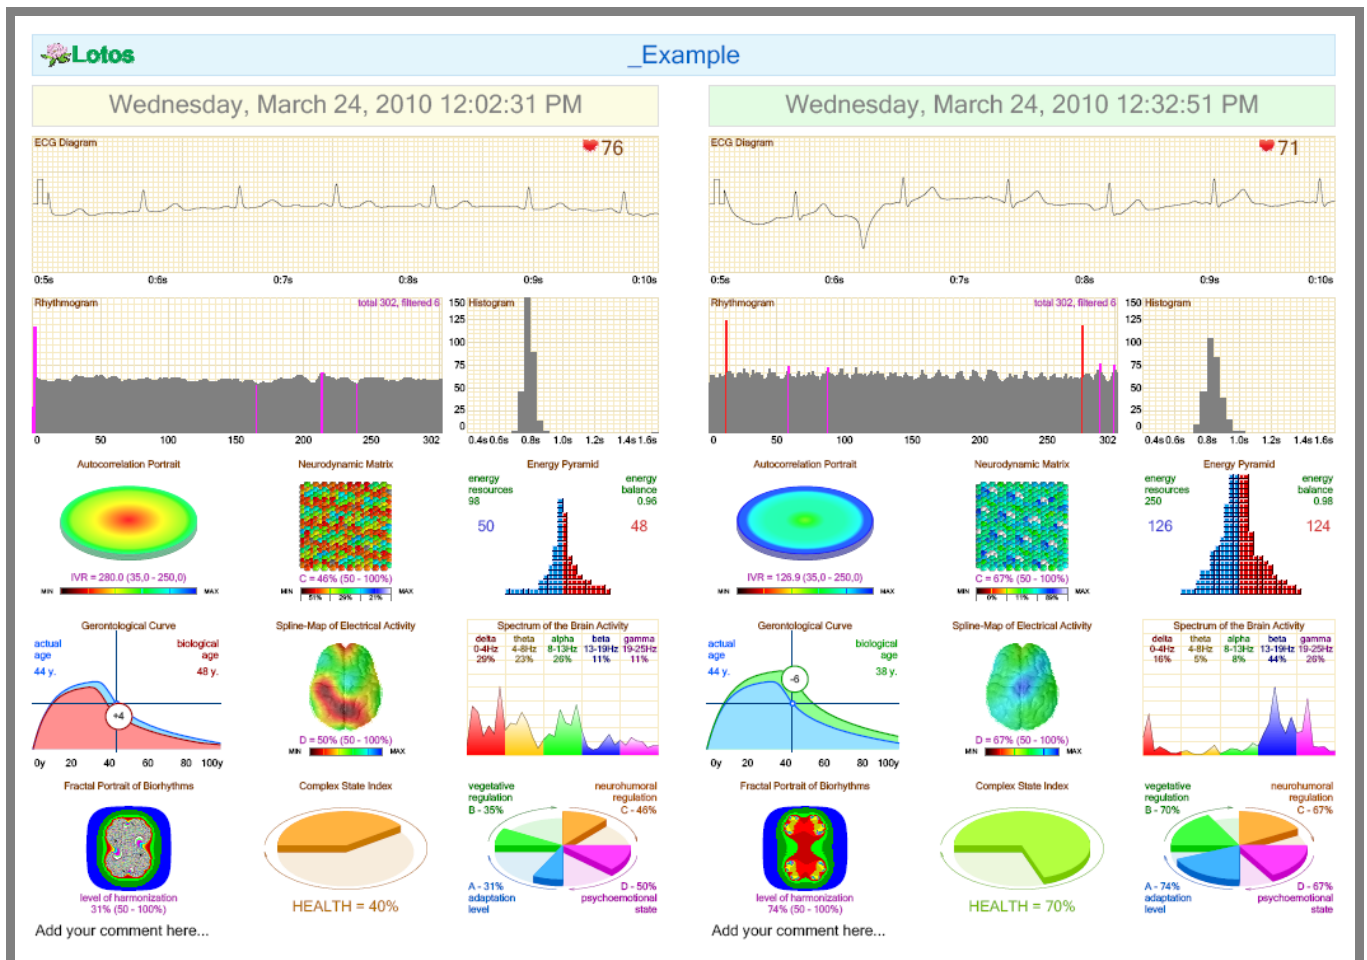 Lotos
_Example
Wednesday, March 24, 2010 12:02:31 PM
ECG Diagram
76
0:5s 0:6s 0:7s 0:8s 0:9s 0:10s
Rhythmogram
total 302, filtered 6
0 50 100 150 200 250 302
Histogram
150
125
100
75
50
25
0
0.4s 0.6s 0.8s 1.0s 1.2s 1.4s 1.6s
Autocorrelation Portrait
IVR = 280.0 (35,0 - 250,0)
MIN MAX
Neurodynamic Matrix
C = 46% (50 - 100%)
MIN MAX
51% 29% 21%
Energy Pyramid
energy
resources
98
50
energy
balance
0.96
48
Gerontological Curve
actual
age
44 y.
biological
age
48 y.
+4
0y 20 40 60 80 100y
Spline-Map of Electrical Activity
D = 50% (50 - 100%)
MIN MAX
Spectrum of the Brain Activity
delta theta alpha beta gamma
0-4Hz 4-8Hz 8-13Hz 13-19Hz 19-25Hz
29% 23% 26% 11% 11%
Fractal Portrait of Biorhythms
level of harmonization
31% (50 - 100%)
Complex State Index
HEALTH = 40%
vegetative
regulation
B - 35%
neurohumoral
regulation
C - 46%
A - 31%
adaptation
level
D - 50%
psychoemotional
state
Add your comment here...
Wednesday, March 24, 2010 12:32:51 PM
ECG Diagram
71
0:5s 0:6s 0:7s 0:8s 0:9s 0:10s
Rhythmogram
total 302, filtered 6
0 50 100 150 200 250 302
Histogram
150
125
100
75
50
25
0
0.4s 0.6s 0.8s 1.0s 1.2s 1.4s 1.6s
Autocorrelation Portrait
IVR = 126.9 (35,0 - 250,0)
MIN MAX
Neurodynamic Matrix
C = 67% (50 - 100%)
MIN MAX
0% 11% 89%
Energy Pyramid
energy
resources
250
126
energy
balance
0.98
124
Gerontological Curve
actual
age
44 y.
biological
age
38 y.
-6
0y 20 40 60 80 100y
Spline-Map of Electrical Activity
D = 67% (50 - 100%)
MIN MAX
Spectrum of the Brain Activity
delta theta alpha beta gamma
0-4Hz 4-8Hz 8-13Hz 13-19Hz 19-25Hz
16% 5% 8% 44% 26%
Fractal Portrait of Biorhythms
level of harmonization
74% (50 - 100%)
Complex State Index
HEALTH = 70%
vegetative
regulation
B - 70%
neurohumoral
regulation
C - 67%
A - 74%
adaptation
level
D - 67%
psychoemotional
state
Add your comment here...